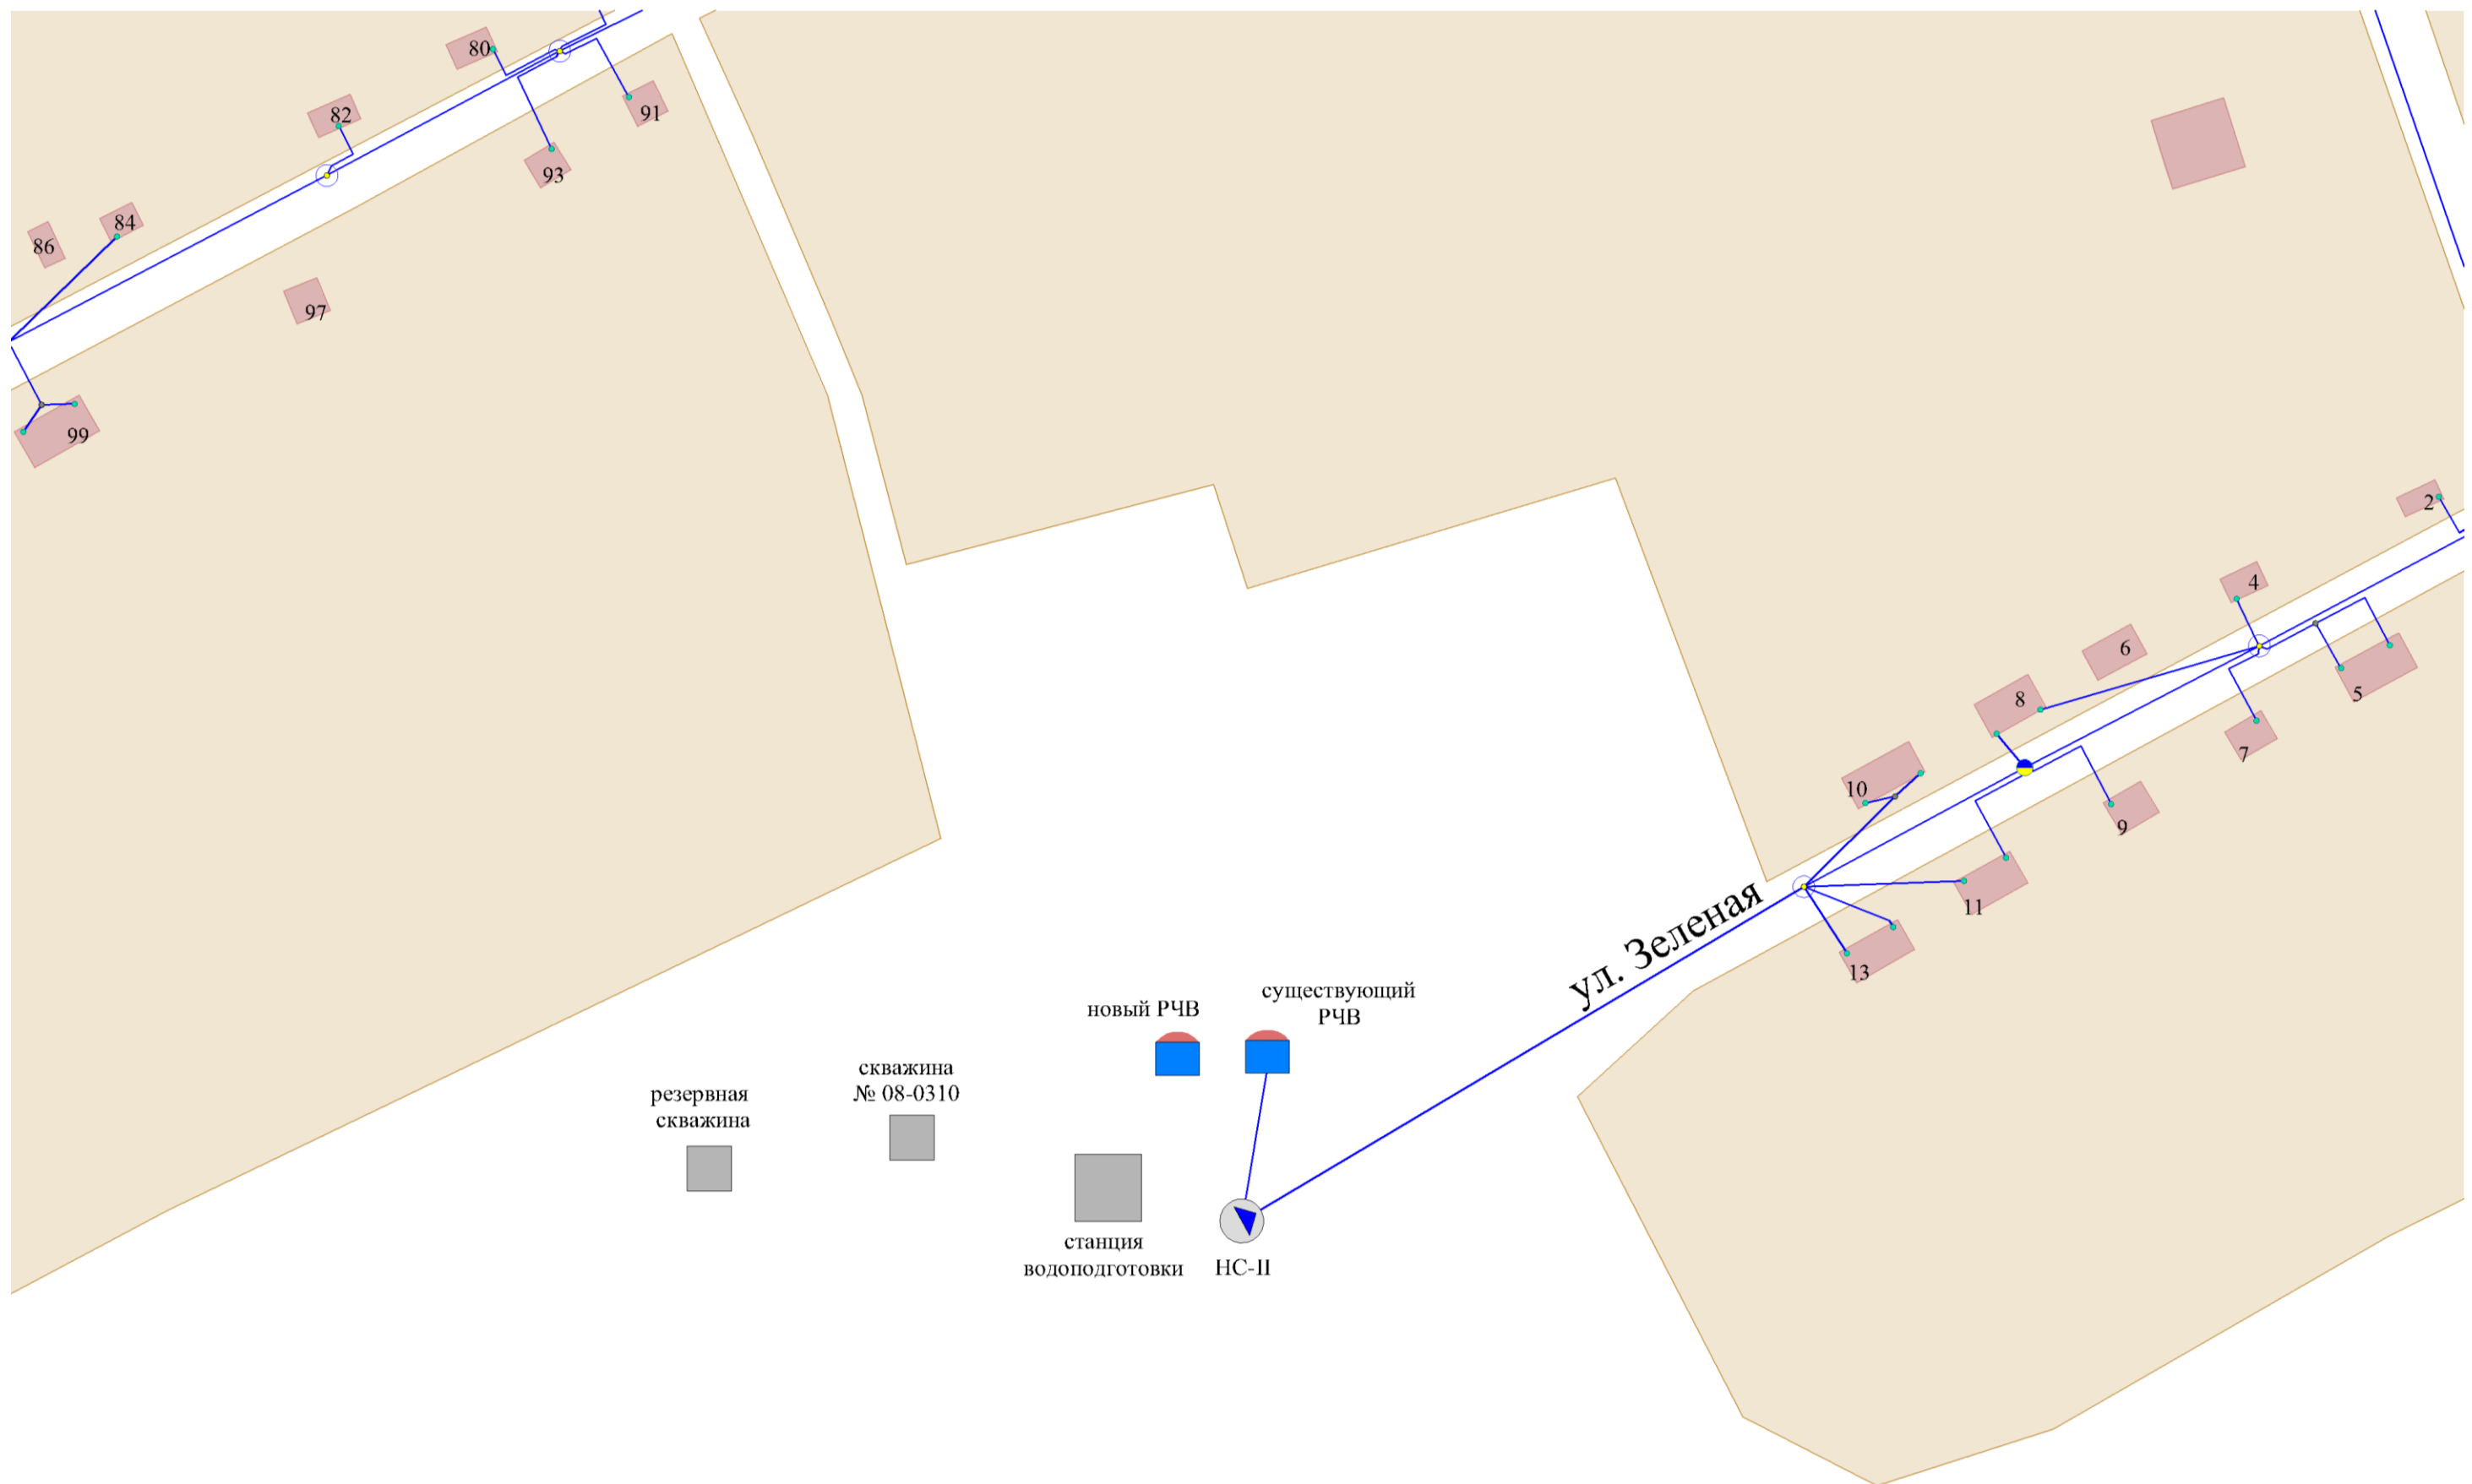 80
82
91
93
84
86
97
99
2
4
6
5
8
7
10
9
11
13
ул. Зеленая
существующий
РЧВ
новый РЧВ
скважина
№ 08-0310
резервная
скважина
станция
водоподготовки
НС-II